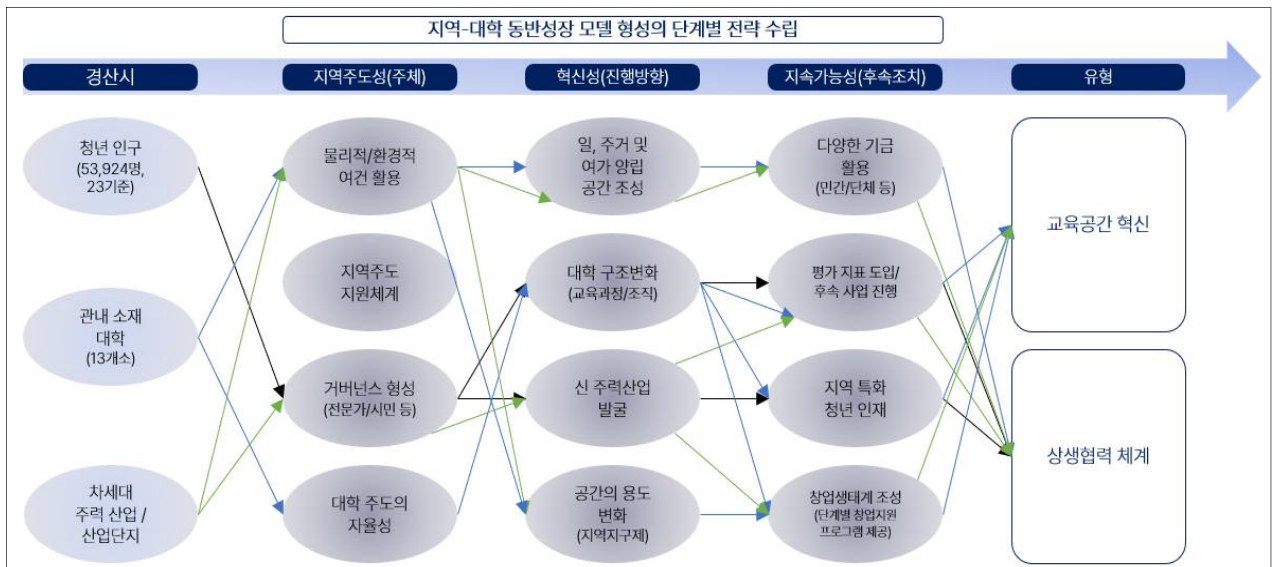 지역-대학 동반성장 모델 형성의 단계별 전략 수립
경산시
지역주도성(주체)
혁신성(진행방향)
지속가능성(후속조치)
유형
청년 인구
(53,924명,
23기준)
관내 소재
대학
(13개소)
차세대
주력 산업 /
산업단지
물리적/환경적
여건 활용
지역주도
지원체계
거버넌스 형성
(전문가/시민 등)
대학 주도의
자율성
일, 주거 및
여가 양립
공간 조성
대학 구조변화
(교육과정/조직)
신 주력산업
발굴
공간의 용도
변화
(지역지구제)
다양한 기금
활용
(민간/단체 등)
평가 지표 도입/
후속 사업 진행
지역 특화
청년 인재
창업생태계 조성
(단계별 창업지원
프로그램 제공)
교육공간 혁신
상생협력 체계